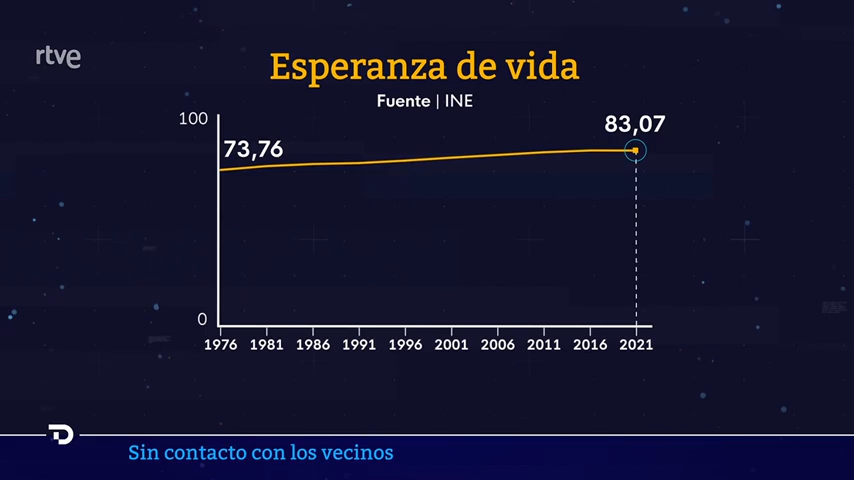 rtve
Esperanza de vida
Fuente | INE
100
83,07
73,76
0
1976 1981 1986 1991 1996 2001 2006 2011 2016 2021
Sin contacto con los vecinos